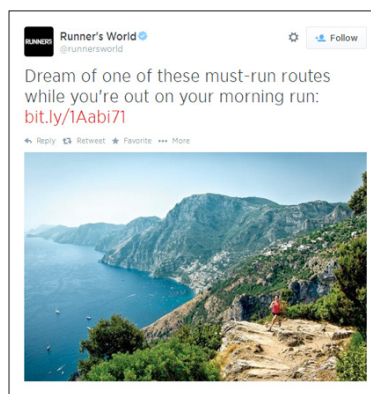 RUNNER'S
Runner's World
@runnersworld
Follow
Dream of one of these must-run routes
while you're out on your morning run:
bit.ly/1Aabi71
Reply Retweet Favorite More